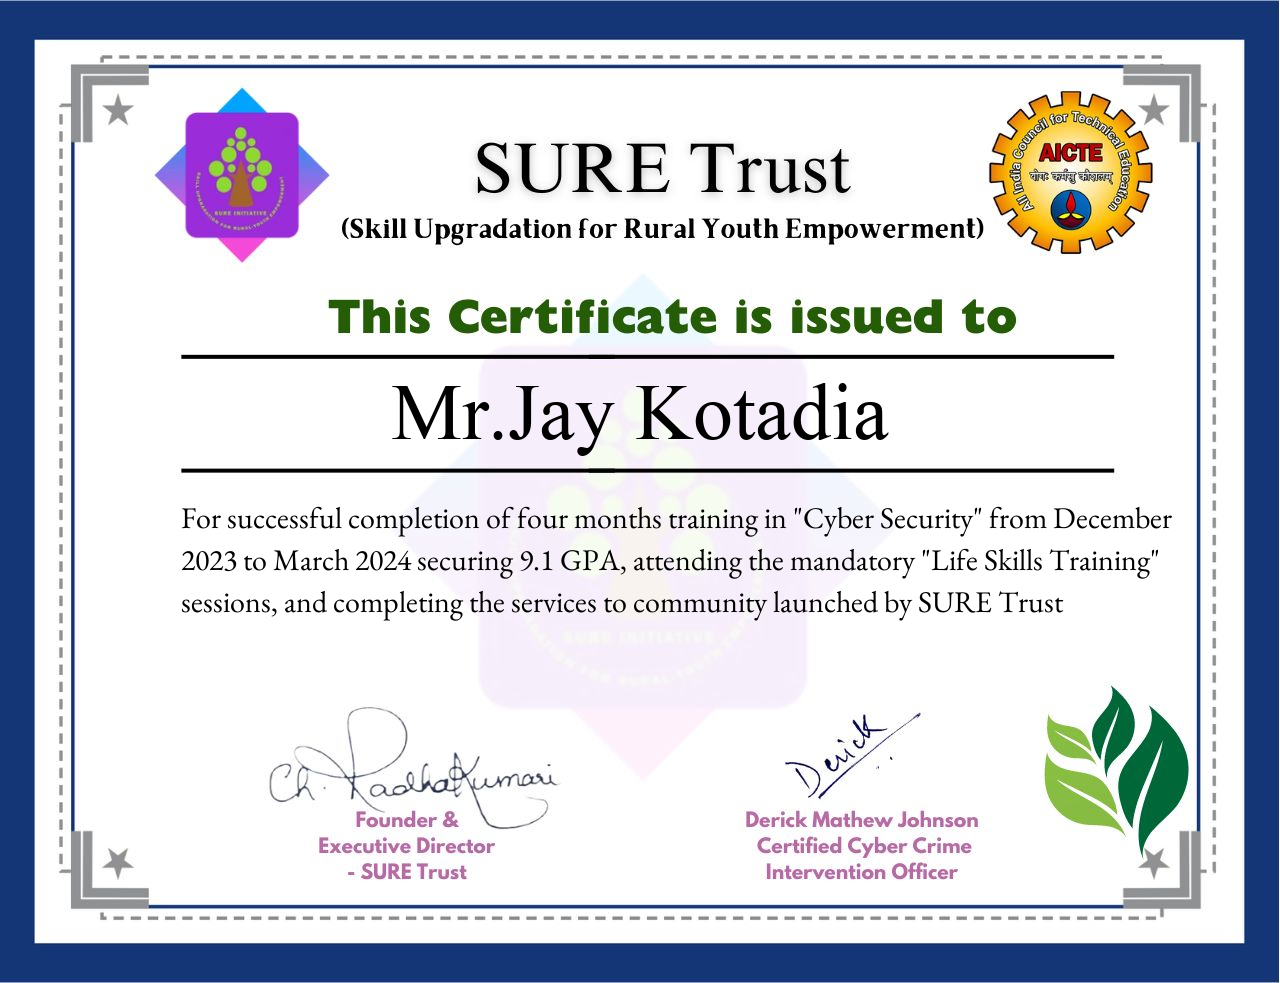 SURE Trust
(Skill Upgradation for Rural Youth Empowerment)
SKILL UPGRADATION FOR RURAL YOUTH EMPOWERMENT
SURE INITIATIVE
All India Council for Technical Education
AICTE
योगः कर्मसु कौशलम्
This Certificate is issued to
Mr.Jay Kotadia
For successful completion of four months training in "Cyber Security" from December
2023 to March 2024 securing 9.1 GPA, attending the mandatory "Life Skills Training"
sessions, and completing the services to community launched by SURE Trust
SURE INITIATIVE
Ch. RadhaKumari
Derick
Founder &
Executive Director
- SURE Trust
Derick Mathew Johnson
Certified Cyber Crime
Intervention Officer